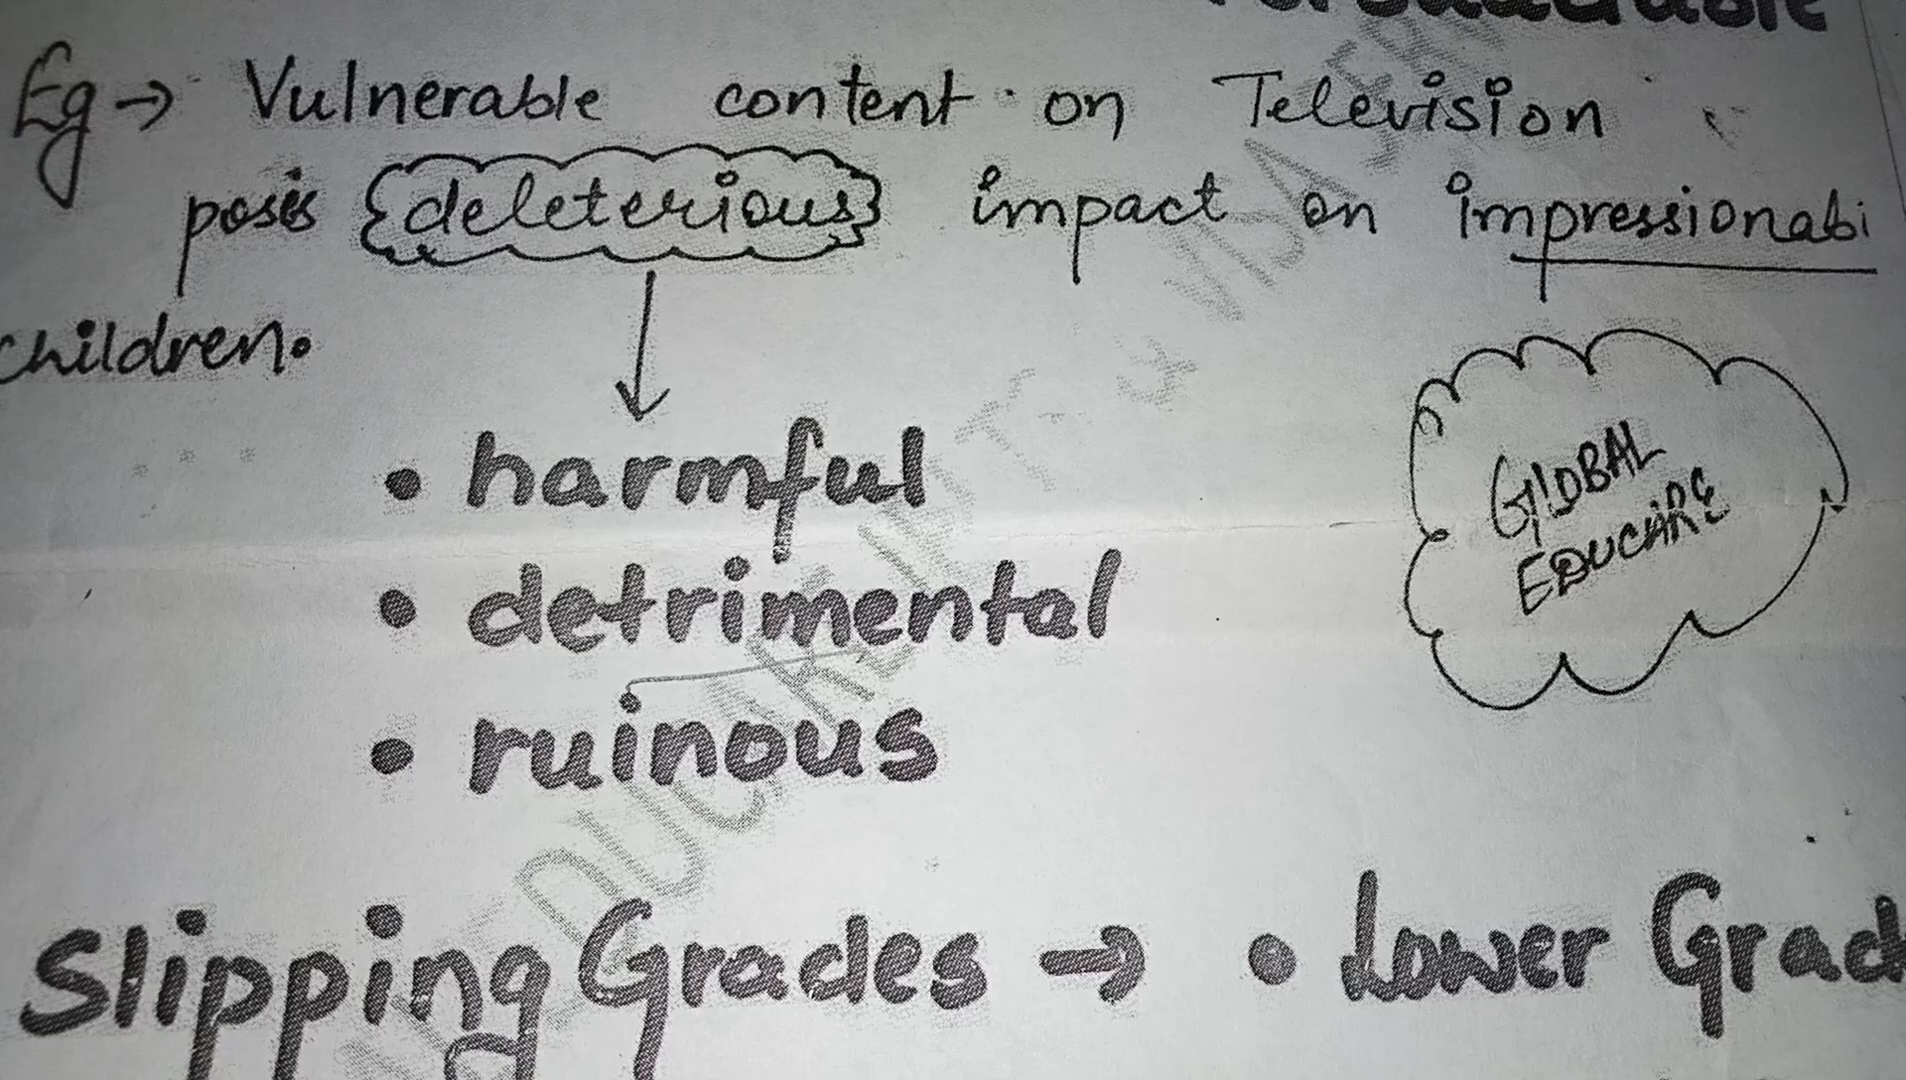 Eg → Vulnerable content on Television
poses {deleterious} impact on impressionabi
children.
• harmful
• detrimental
• ruinous
GLOBAL
EDUCARE
Slipping Grades → • Lower Grad